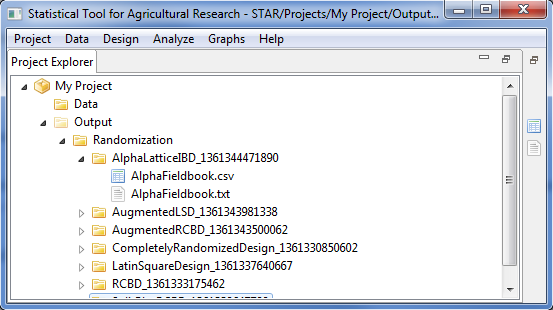 Statistical Tool for Agricultural Research - STAR/Projects/My Project/Output...
Project Data Design Analyze Graphs Help
Project Explorer
My Project
Data
Output
Randomization
AlphaLatticeIBD_1361344471890
AlphaFieldbook.csv
AlphaFieldbook.txt
AugmentedLSD_1361343981338
AugmentedRCBD_1361343500062
CompletelyRandomizedDesign_1361330850602
LatinSquareDesign_1361337640667
RCBD_1361333175462